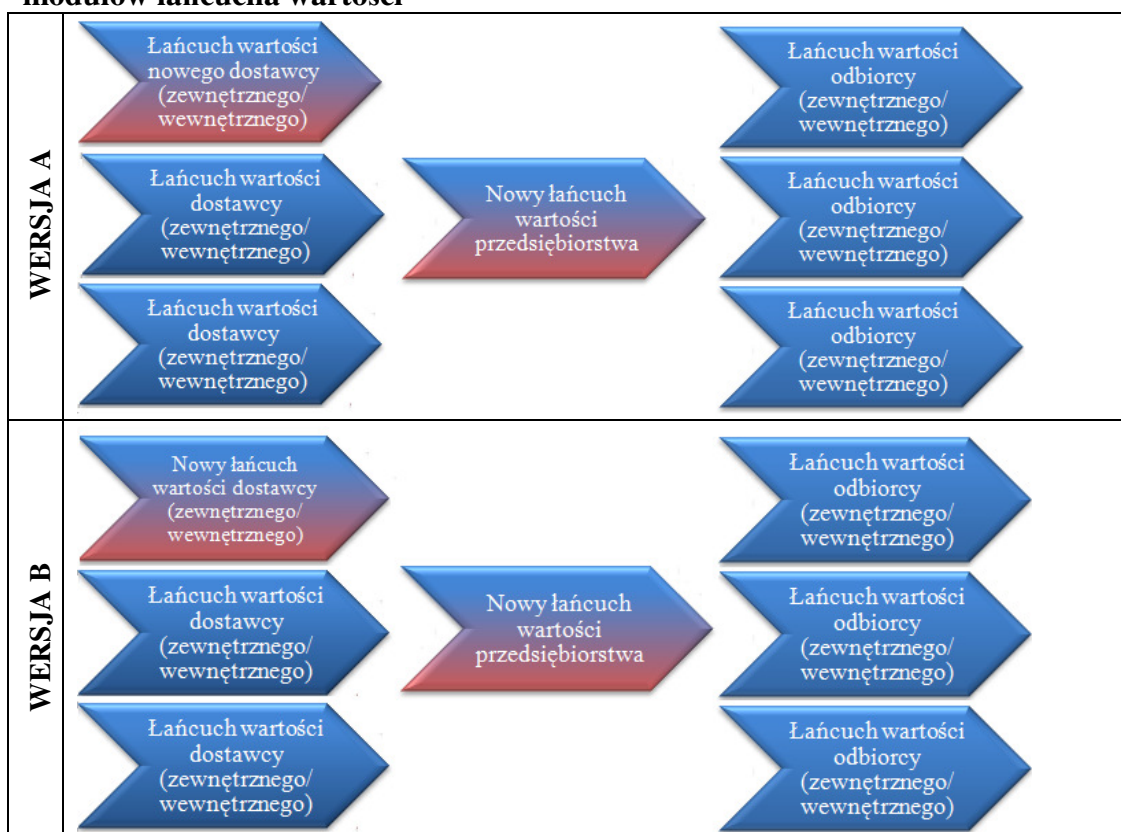 modułów łańcucha wartości
WERSJA A
Łańcuch wartości
nowego dostawcy
(zewnętrznego/
wewnętrznego)
Łańcuch wartości
dostawcy
(zewnętrznego/
wewnętrznego)
Łańcuch wartości
dostawcy
(zewnętrznego/
wewnętrznego)
Nowy łańcuch
wartości
przedsiębiorstwa
Łańcuch wartości
odbiorcy
(zewnętrznego/
wewnętrznego)
Łańcuch wartości
odbiorcy
(zewnętrznego/
wewnętrznego)
Łańcuch wartości
odbiorcy
(zewnętrznego/
wewnętrznego)
WERSJA B
Nowy łańcuch
wartości dostawcy
(zewnętrznego/
wewnętrznego)
Łańcuch wartości
dostawcy
(zewnętrznego/
wewnętrznego)
Łańcuch wartości
dostawcy
(zewnętrznego/
wewnętrznego)
Nowy łańcuch
wartości
przedsiębiorstwa
Łańcuch wartości
odbiorcy
(zewnętrznego/
wewnętrznego)
Łańcuch wartości
odbiorcy
(zewnętrznego/
wewnętrznego)
Łańcuch wartości
odbiorcy
(zewnętrznego/
wewnętrznego)